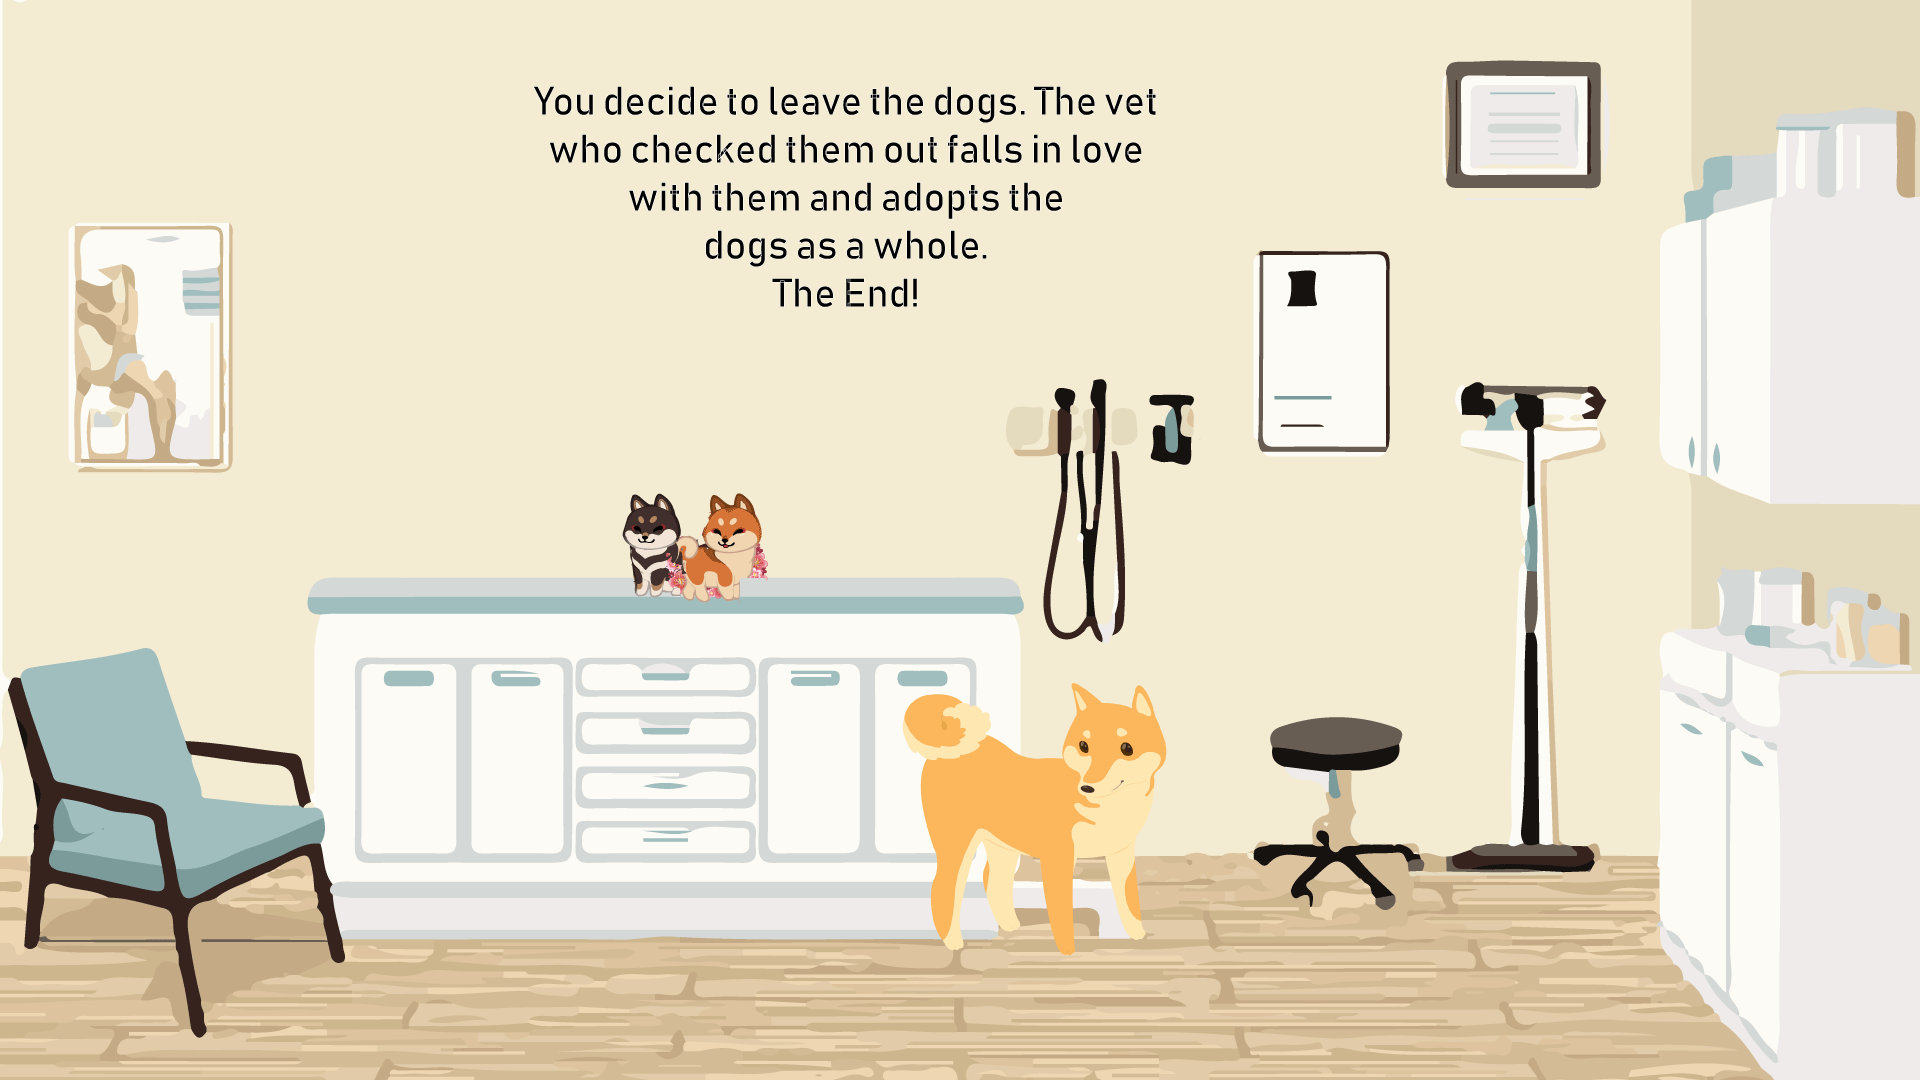 You decide to leave the dogs. The vet
who checked them out falls in love
with them and adopts the
dogs as a whole.
The End!